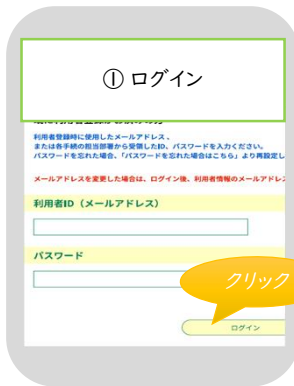 ① ログイン
利用者登録時に使用したメールアドレス、
または各手続の担当部署から受領したID、パスワードを入力ください。
パスワードを忘れた場合、「パスワードを忘れた場合はこちら」より再設定し
メールアドレスを変更した場合は、ログイン後、利用者情報のメールアドレス
利用者ID（メールアドレス）
パスワード
クリック
ログイン